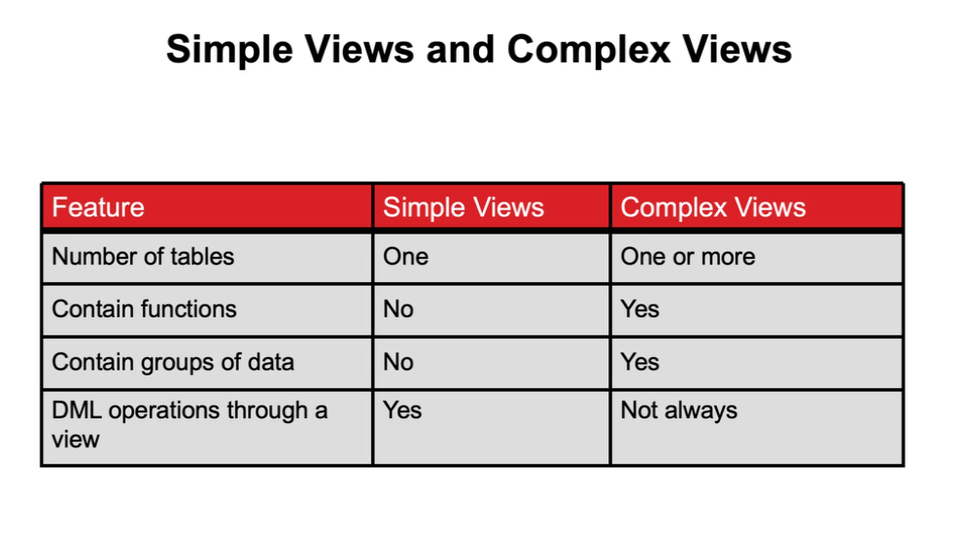 Simple Views and Complex Views
Feature Simple Views Complex Views
Number of tables One One or more
Contain functions No Yes
Contain groups of data No Yes
DML operations through a Yes Not always
view